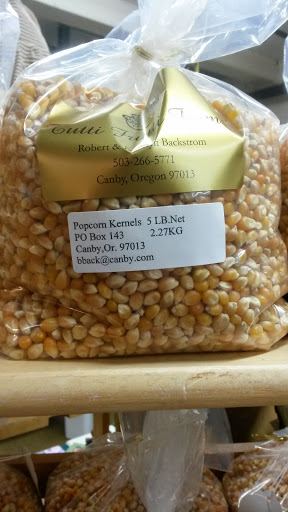 Tutti
Robert & Backstrom
503-266-5771
Canby, Oregon 97013
Popcorn Kernels 5 LB.Net
PO Box 143 2.27KG
Canby,Or. 97013
bback@canby.com